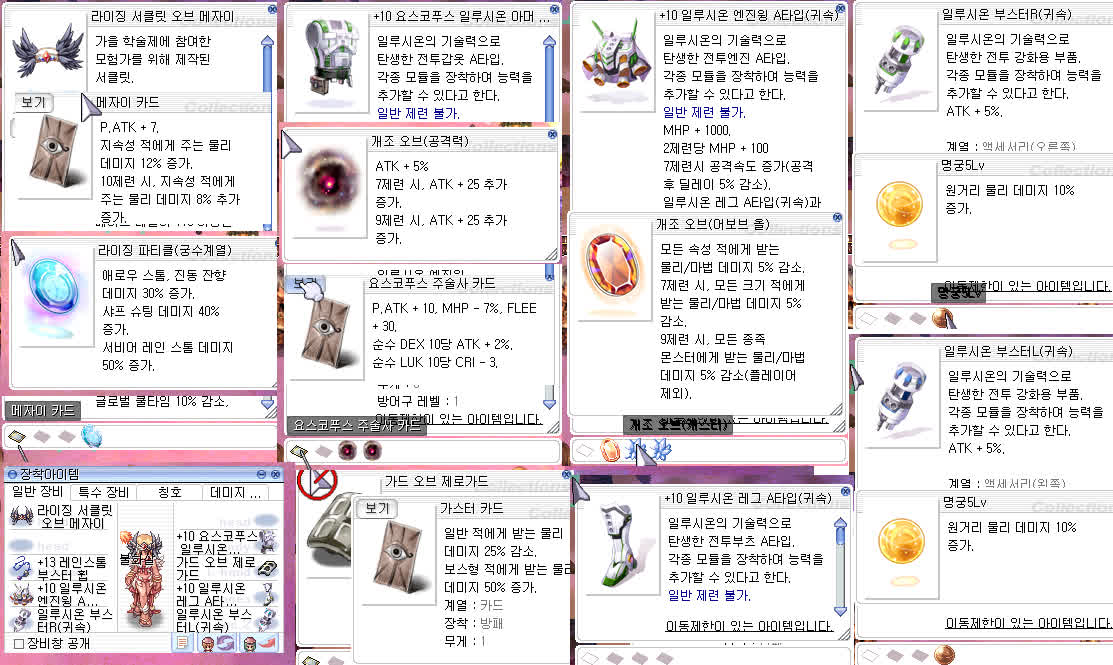 라이징 서클릿 오브 메자이
가을 학술제에 참여한
모험가를 위해 제작된
서클릿.
보기
메자이 카드
P.ATK + 7.
지속성 적에게 주는 물리
데미지 12% 증가.
10제련 시, 지속성 적에게
주는 물리 데미지 8% 추가
증가.
라이징 파티클(궁수계열)
애로우 스톰, 진동 잔향
데미지 30% 증가.
샤프 슈팅 데미지 40%
증가.
서비어 레인 스톰 데미지
50% 증가.
글로벌 쿨타임 10% 감소.
메자이 카드
장착아이템
일반 장비
특수 장비
칭호
데미지 ...
라이징 서클릿
오브 메자이
head
head
+13 레인스톰
부스터 휩
+10 일루시온
엔진윙 A...
일루시온 부스
터R(귀속)
불화살
+10 요스코푸스
일루시온...
가드 오브 제로
가드
+10 일루시온
레그 A타...
일루시온 부스
터L(귀속)
장비창 공개
+10 요스코푸스 일루시온 아머 ...
일루시온의 기술력으로
탄생한 전투갑옷 A타입.
각종 모듈을 장착하여 능력을
추가할 수 있다고 한다.
일반 제련 불가.
개조 오브(공격력)
ATK + 5%
7제련 시, ATK + 25 추가
증가.
9제련 시, ATK + 25 추가
증가.
일루시온 엔진윙
보기
요스코푸스 주술사 카드
P.ATK + 10, MHP - 7%, FLEE
+ 30.
순수 DEX 10당 ATK + 2%.
순수 LUK 10당 CRI - 3.
방어구 레벨 : 1
이동제한이 있는 아이템입니다.
요스코푸스 주술사 카드
가드 오브 제로가드
보기
가스터 카드
일반 적에게 받는 물리
데미지 25% 감소.
보스형 적에게 받는 물리
데미지 50% 증가.
계열 : 카드
장착 : 방패
무게 : 1
+10 일루시온 엔진윙 A타입(귀속)
일루시온의 기술력으로
탄생한 전투엔진 A타입.
각종 모듈을 장착하여 능력을
추가할 수 있다고 한다.
일반 제련 불가.
MHP + 1000.
2제련당 MHP + 100
7제련시 공격속도 증가(공격
후 딜레이 5% 감소).
일루시온 레그 A타입(귀속)과
개조 오브(어보브 올)
모든 속성 적에게 받는
물리/마법 데미지 5% 감소.
7제련 시, 모든 크기 적에게
받는 물리/마법 데미지 5%
감소.
9제련 시, 모든 종족
몬스터에게 받는 물리/마법
데미지 5% 감소(플레이어
제외).
개조 오브(캐스터)
+10 일루시온 레그 A타입(귀속)
일루시온의 기술력으로
탄생한 전투부츠 A타입.
각종 모듈을 장착하여 능력을
추가할 수 있다고 한다.
일반 제련 불가.
이동제한이 있는 아이템입니다.
일루시온 부스터R(귀속)
일루시온의 기술력으로
탄생한 전투 강화용 부품.
각종 모듈을 장착하여 능력을
추가할 수 있다고 한다.
ATK + 5%.
계열 : 액세서리(오른쪽)
명궁5Lv
원거리 물리 데미지 10%
증가.
이동제한이 있는 아이템입니다.
명궁5Lv
일루시온 부스터L(귀속)
일루시온의 기술력으로
탄생한 전투 강화용 부품.
각종 모듈을 장착하여 능력을
추가할 수 있다고 한다.
ATK + 5%.
계열 : 액세서리(왼쪽)
명궁5Lv
원거리 물리 데미지 10%
증가.
이동제한이 있는 아이템입니다.